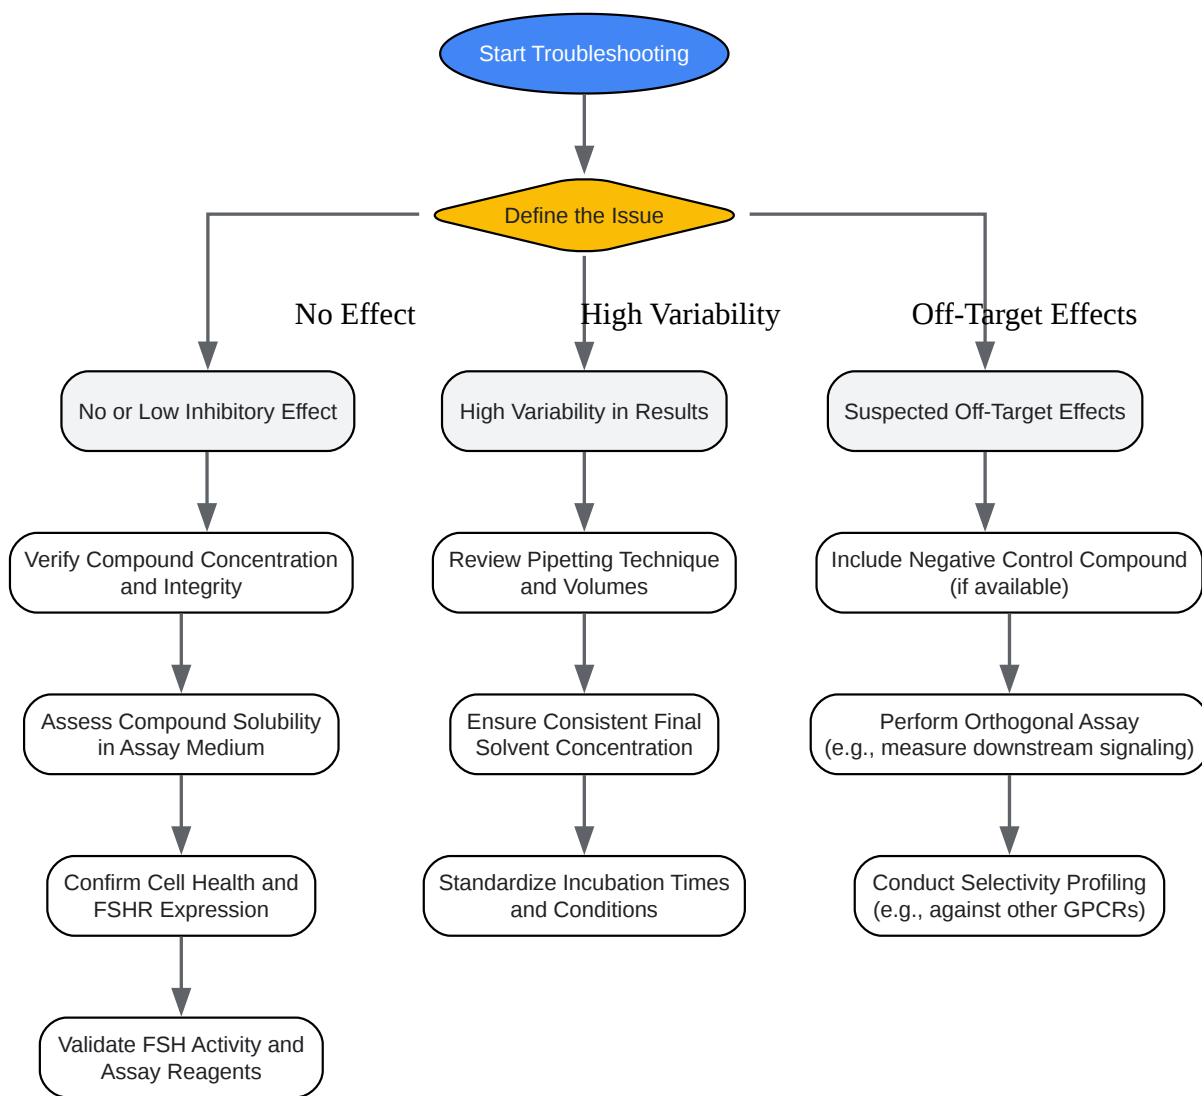 Start Troubleshooting
Define the Issue
No Effect
High Variability
Off-Target Effects
No or Low Inhibitory Effect
High Variability in Results
Suspected Off-Target Effects
Verify Compound Concentration
and Integrity
Review Pipetting Technique
and Volumes
Include Negative Control Compound
(if available)
Assess Compound Solubility
in Assay Medium
Ensure Consistent Final
Solvent Concentration
Perform Orthogonal Assay
(e.g., measure downstream signaling)
Confirm Cell Health and
FSHR Expression
Standardize Incubation Times
and Conditions
Conduct Selectivity Profiling
(e.g., against other GPCRs)
Validate FSH Activity and
Assay Reagents